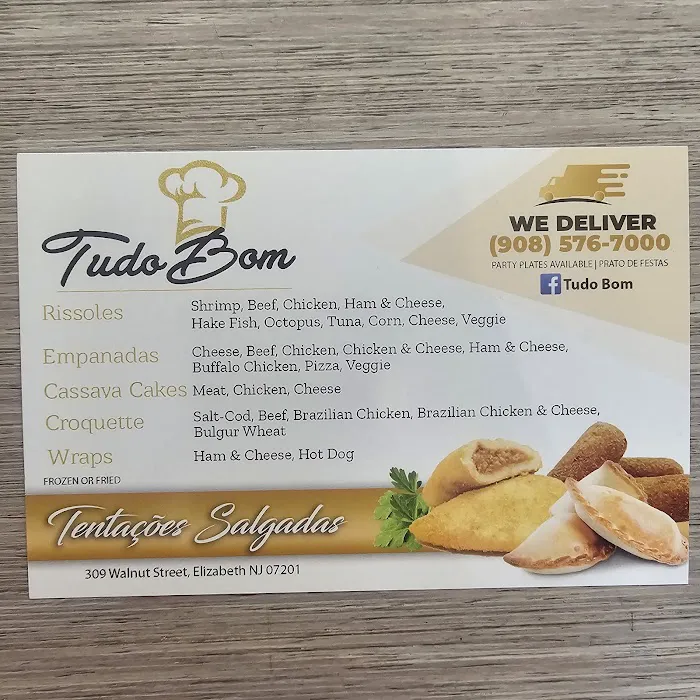 Tudo Bom
WE DELIVER
(908) 576-7000
PARTY PLATES AVAILABLE | PRATO DE FESTAS
f Tudo Bom
Rissoles Shrimp, Beef, Chicken, Ham & Cheese,
Hake Fish, Octopus, Tuna, Corn, Cheese, Veggie
Empanadas Cheese, Beef, Chicken, Chicken & Cheese, Ham & Cheese,
Buffalo Chicken, Pizza, Veggie
Cassava Cakes Meat, Chicken, Cheese
Croquette Salt-Cod, Beef, Brazilian Chicken, Brazilian Chicken & Cheese,
Bulgur Wheat
Wraps Ham & Cheese, Hot Dog
FROZEN OR FRIED
Tentações Salgadas
309 Walnut Street, Elizabeth NJ 07201